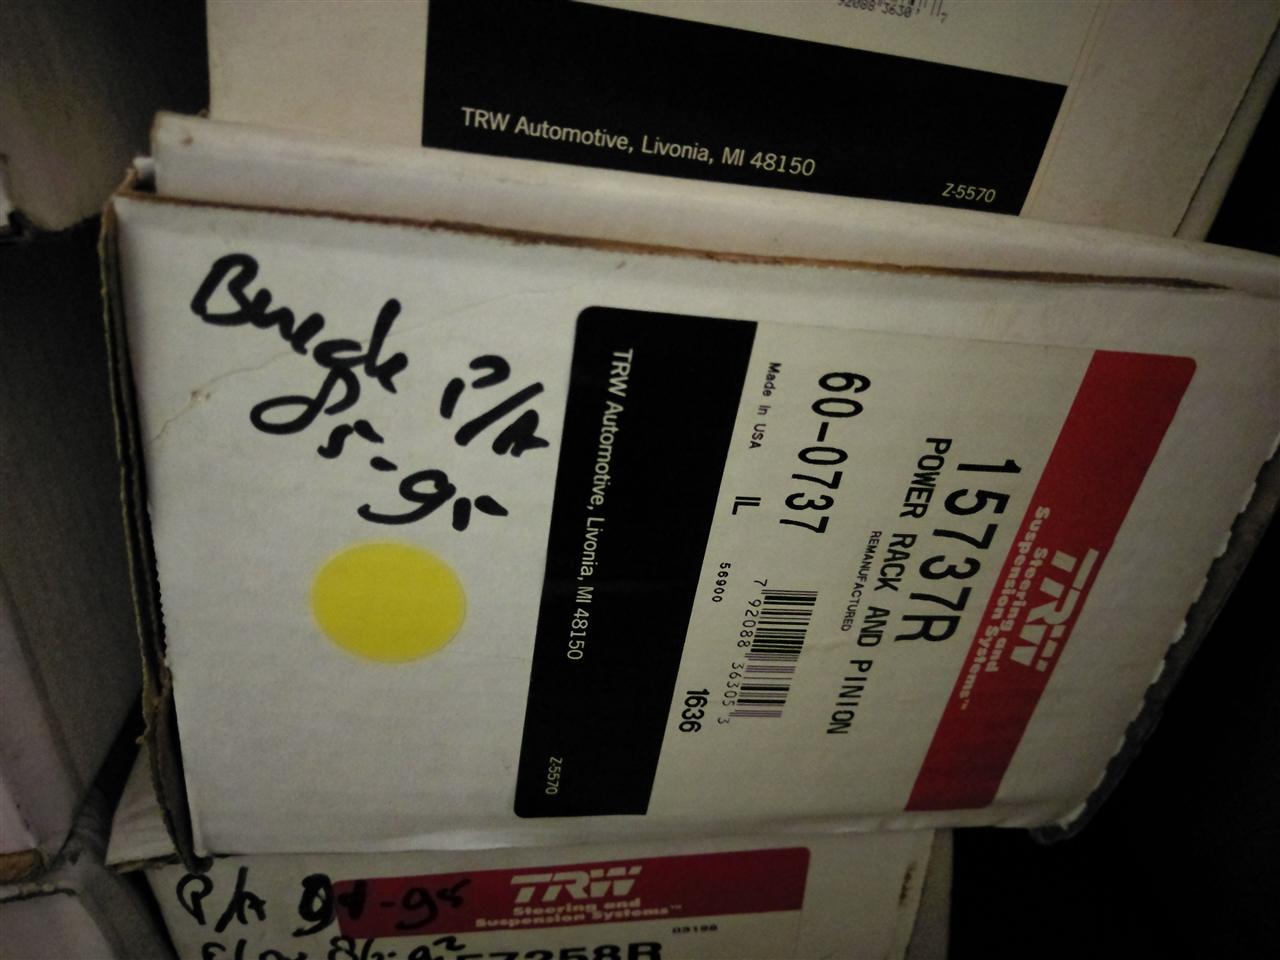 TRW Automotive, Livonia, MI 48150
Z-5570
Buick P/A
85-95
TRW
Steering and
Suspension Systems™
15737R
POWER RACK AND PINION
REMANUFACTURED
60-0737
Made in USA
IL
56900
7 92088 36305 3
1636
TRW Automotive, Livonia, MI 48150
Z-5570
P/A
TRW
Steering and
Suspension Systems™